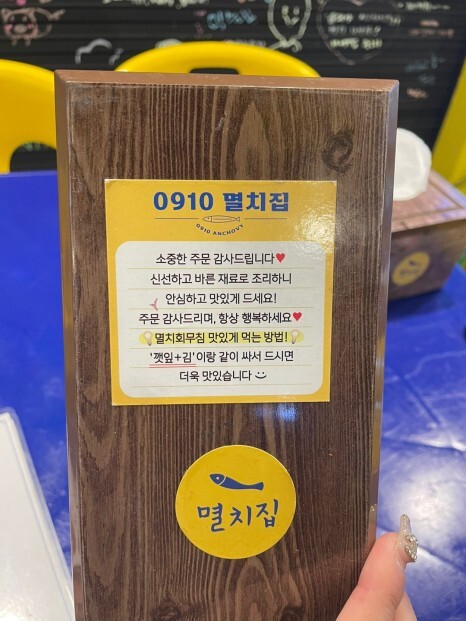 0910 멸치집
0910 ANCHOVY
소중한 주문 감사드립니다♥
신선하고 바른 재료로 조리하니
안심하고 맛있게 드세요!
주문 감사드리며, 항상 행복하세요♥
멸치회무침 맛있게 먹는 방법!
'깻잎+김'이랑 같이 싸서 드시면
더욱 맛있습니다
멸치집